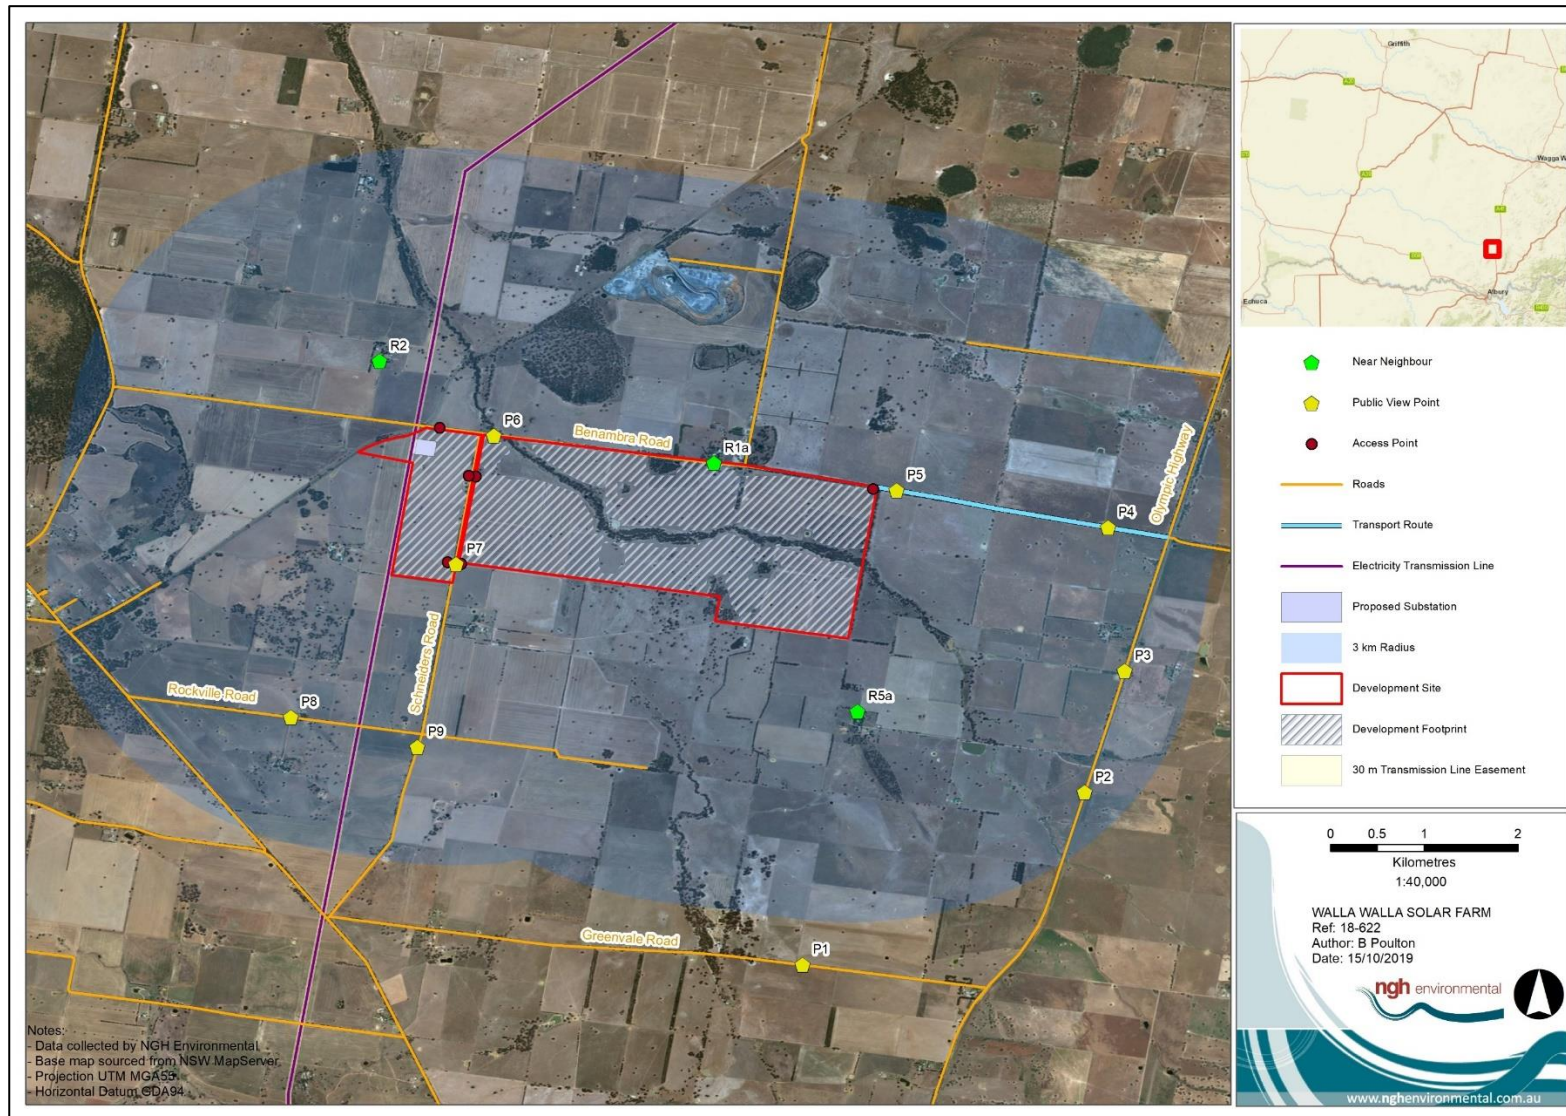 R2
P6
Benambra Road
R1a
P5
P4
Olympic Highway
P7
Schneiders Road
P3
Rockville Road
P8
P9
R5a
P2
Greenvale Road
P1
Notes:
- Data collected by NGH Environmental
- Base map sourced from NSW MapServer
- Projection UTM MGA55
- Horizontal Datum GDA94
Griffith
Wagga W
Echuca
Albury
Near Neighbour
Public View Point
Access Point
Roads
Transport Route
Electricity Transmission Line
Proposed Substation
3 km Radius
Development Site
Development Footprint
30 m Transmission Line Easement
0 0.5 1 2
Kilometres
1:40,000
WALLA WALLA SOLAR FARM
Ref: 18-622
Author: B Poulton
Date: 15/10/2019
ngh environmental
www.nghenvironmental.com.au